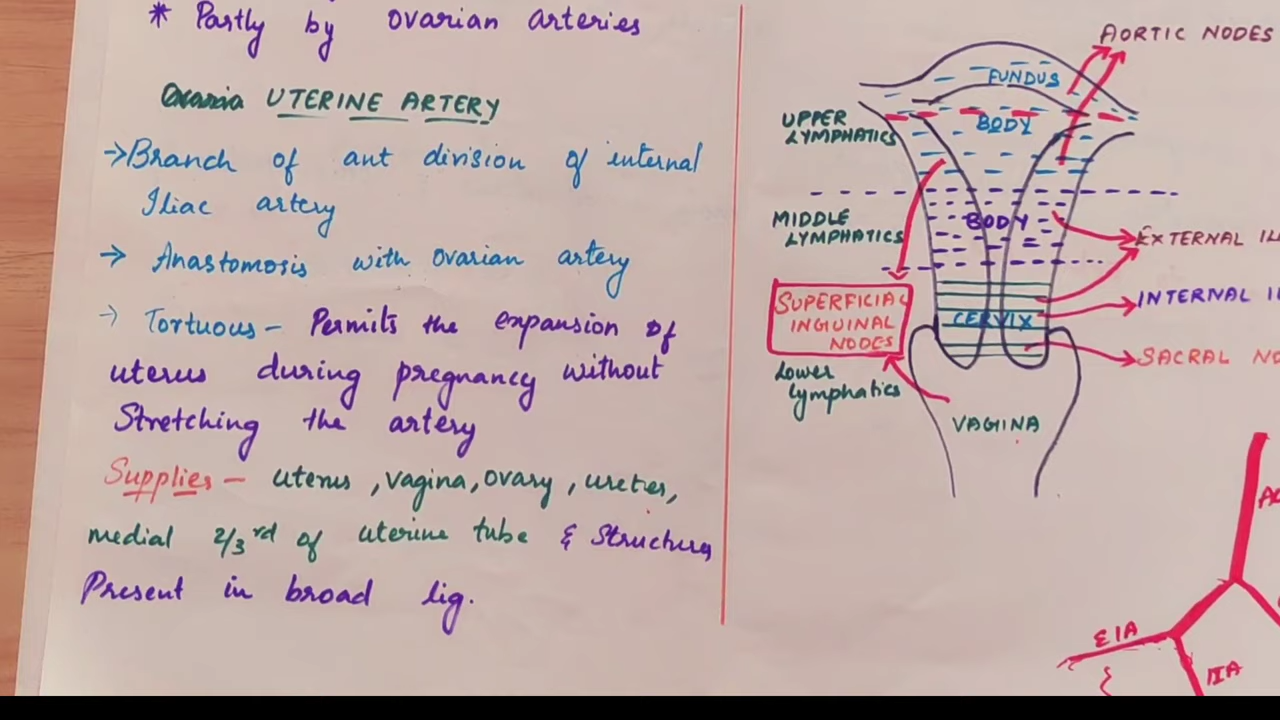 * Partly by ovarian arteries
UTERINE ARTERY
→ Branch of ant division of internal
Iliac artery
→ Anastomosis with ovarian artery
→ Tortuous – Permits the expansion of
uterus during pregnancy without
Stretching the artery
Supplies – uterus, vagina, ovary, ureter,
medial 2/3rd of uterine tube & Structures
Present in broad lig.
AORTIC NODES
FUNDUS
UPPER
LYMPHATICS
BODY
MIDDLE
LYMPHATICS
BODY
EXTERNAL IL
SUPERFICIAL
INGUINAL
NODES
INTERNAL IL
CERVIX
SACRAL NO
Lower
lymphatics
VAGINA
EIA
IIA